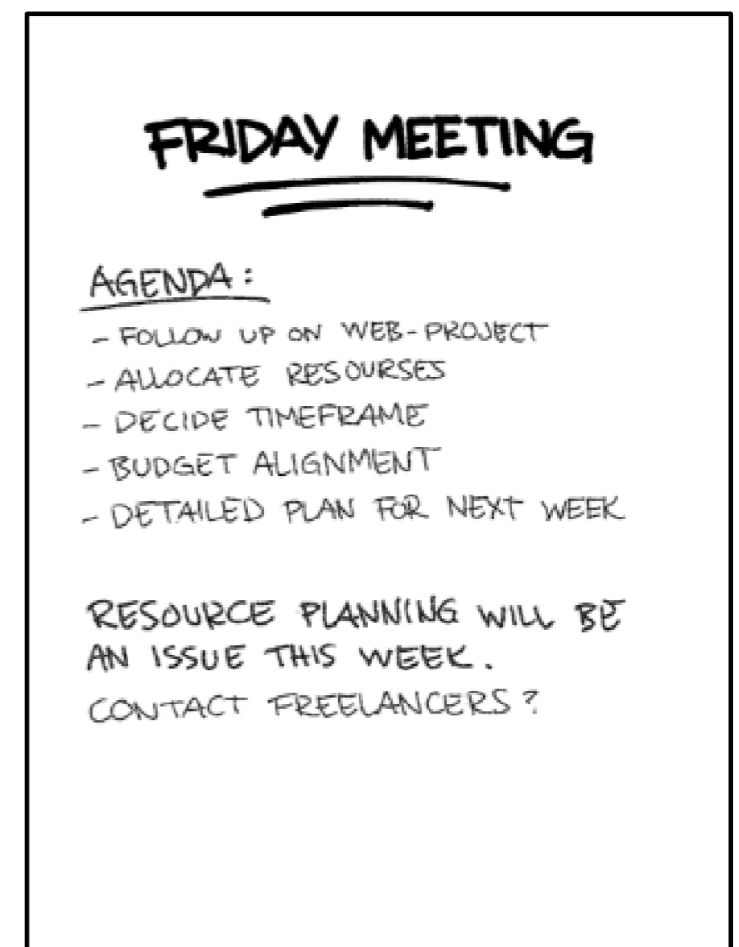 FRIDAY MEETING
AGENDA:
- FOLLOW UP ON WEB-PROJECT
- ALLOCATE RESOURSES
- DECIDE TIMEFRAME
- BUDGET ALIGNMENT
- DETAILED PLAN FOR NEXT WEEK
RESOURCE PLANNING WILL BE
AN ISSUE THIS WEEK.
CONTACT FREELANCERS?